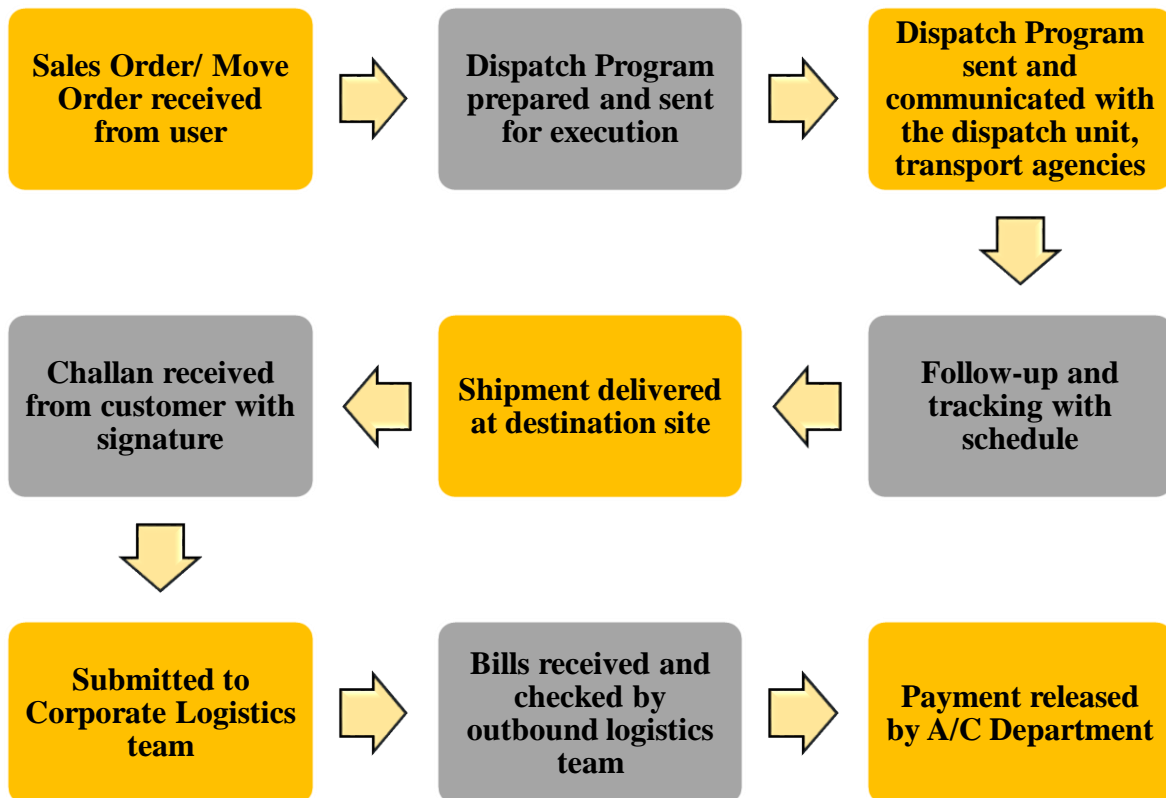 Sales Order/ Move
Order received
from user
Dispatch Program
prepared and sent
for execution
Dispatch Program
sent and
communicated with
the dispatch unit,
transport agencies
Follow-up and
tracking with
schedule
Shipment delivered
at destination site
Challan received
from customer with
signature
Submitted to
Corporate Logistics
team
Bills received and
checked by
outbound logistics
team
Payment released
by A/C Department